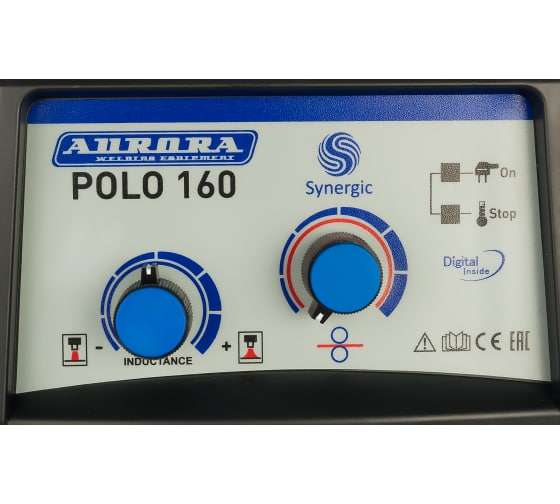 AURORA
WELDING EQUIPMENT
POLO 160
Synergic
On
Stop
Digital
Inside
- INDUCTANCE +
CE EAC